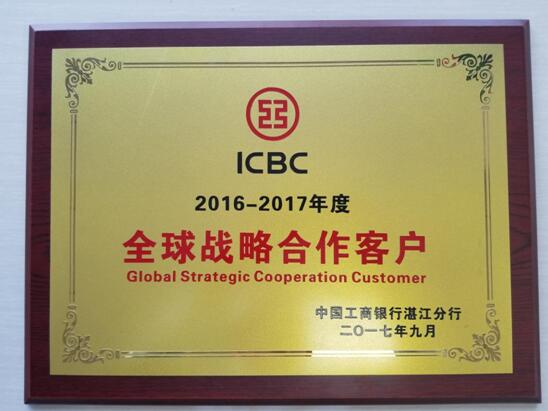 ICBC
2016-2017年度
全球战略合作客户
Global Strategic Cooperation Customer
中国工商银行湛江分行
二〇一七年九月